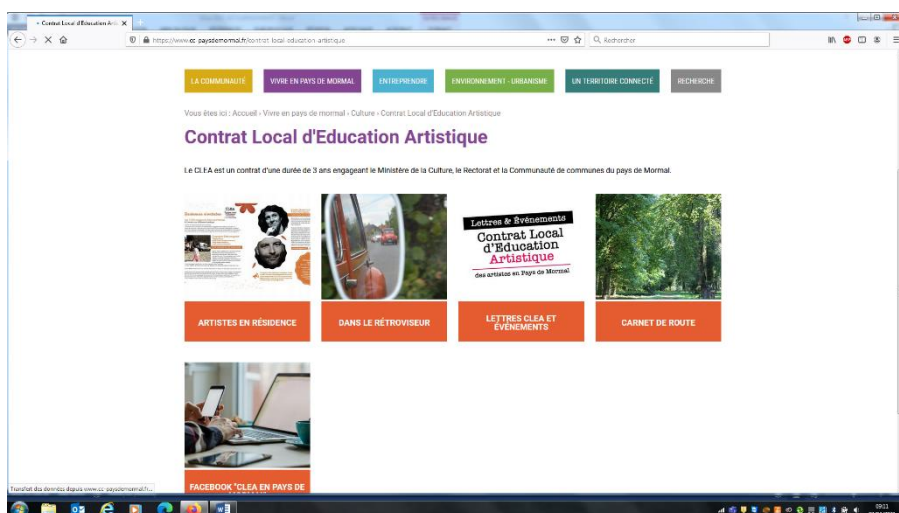 Contrat Local d'Education Arti
https://www.cc-paysdemormal.fr/contrat-local-education-artistique
Rechercher
LA COMMUNAUTÉ
VIVRE EN PAYS DE MORMAL
ENTREPRENDRE
ENVIRONNEMENT - URBANISME
UN TERRITOIRE CONNECTÉ
RECHERCHE
Vous êtes ici : Accueil › Vivre en pays de mormal › Culture › Contrat Local d'Education Artistique
Contrat Local d'Education Artistique
Le CLEA est un contrat d'une durée de 3 ans engageant le Ministère de la Culture, le Rectorat et la Communauté de communes du pays de Mormal.
Lettres & Événements
Contrat Local
d'Education
Artistique
des artistes en Pays de Mormal
ARTISTES EN RÉSIDENCE
DANS LE RÉTROVISEUR
LETTRES CLEA ET
ÉVÉNEMENTS
CARNET DE ROUTE
FACEBOOK "CLEA EN PAYS DE
Transfert des données depuis www.cc-paysdemormal.fr...
09:33